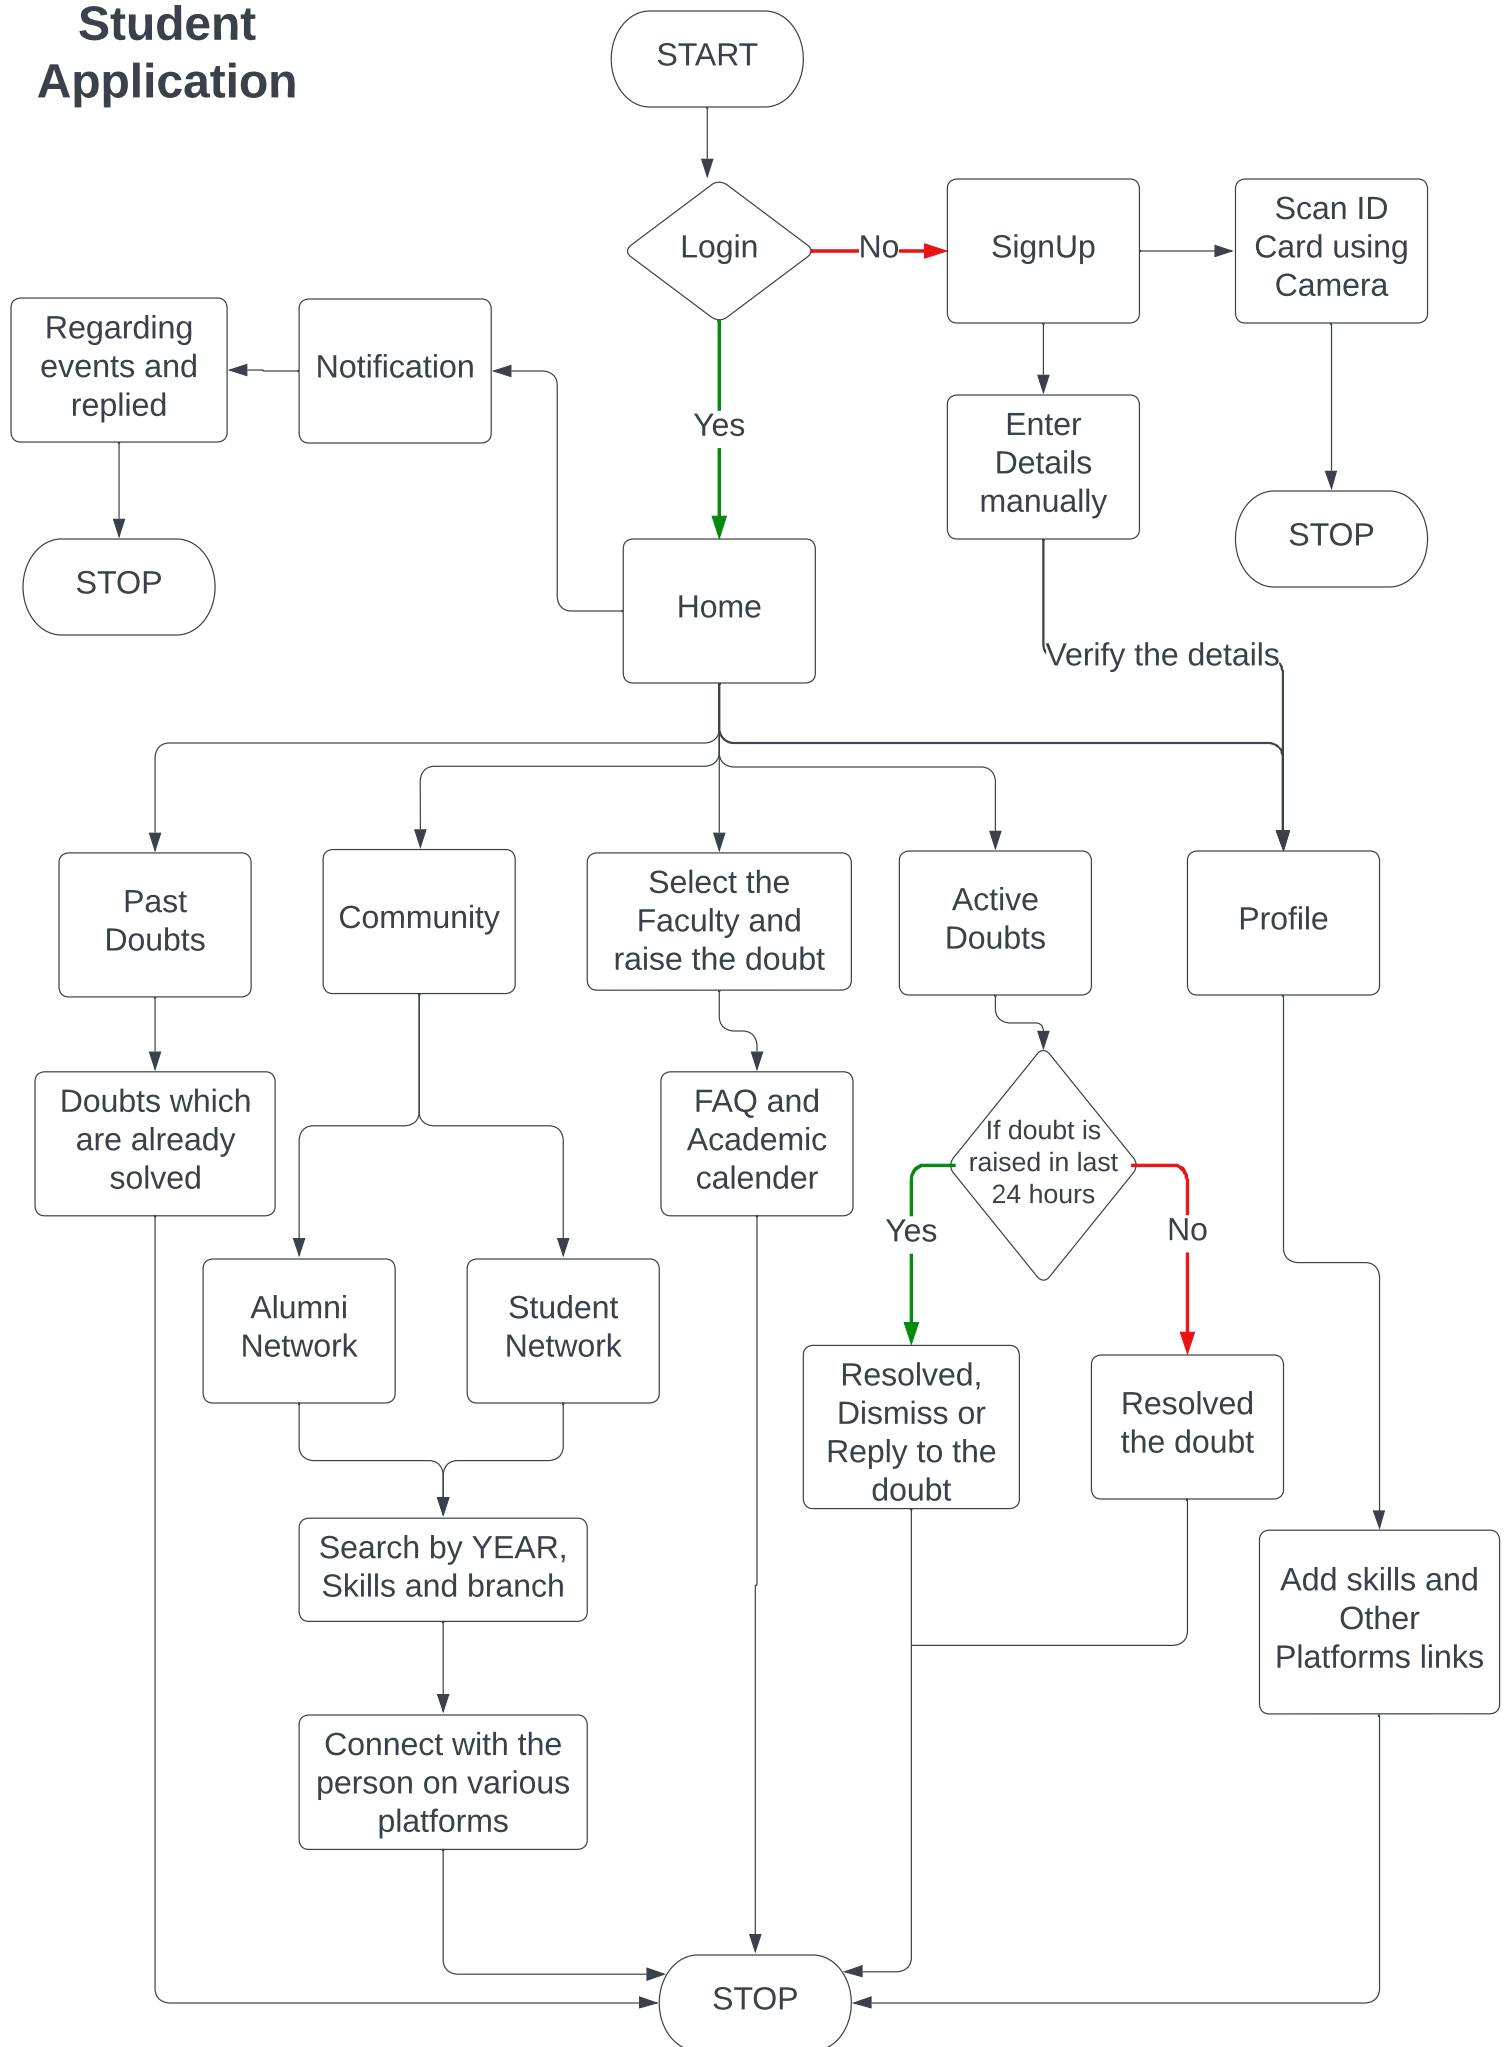 Student
Application
START
Login
No
SignUp
Scan ID
Card using
Camera
Regarding
events and
replied
Notification
Yes
Enter
Details
manually
STOP
STOP
Home
Verify the details
Past
Doubts
Community
Select the
Faculty and
raise the doubt
Active
Doubts
Profile
Doubts which
are already
solved
FAQ and
Academic
calender
If doubt is
raised in last
24 hours
Yes
No
Alumni
Network
Student
Network
Resolved,
Dismiss or
Reply to the
doubt
Resolved
the doubt
Search by YEAR,
Skills and branch
Add skills and
Other
Platforms links
Connect with the
person on various
platforms
STOP